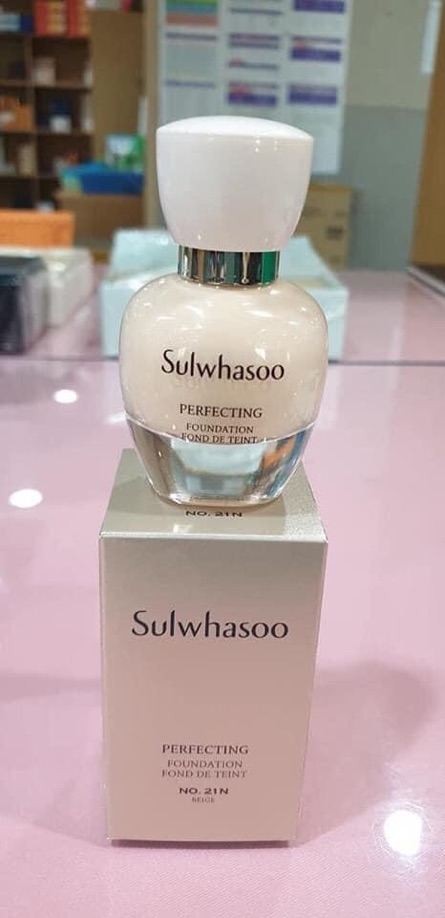 Sulwhasoo
PERFECTING
FOUNDATION
FOND DE TEINT
NO. 21N
Sulwhasoo
PERFECTING
FOUNDATION
FOND DE TEINT
NO. 21N
BEIGE